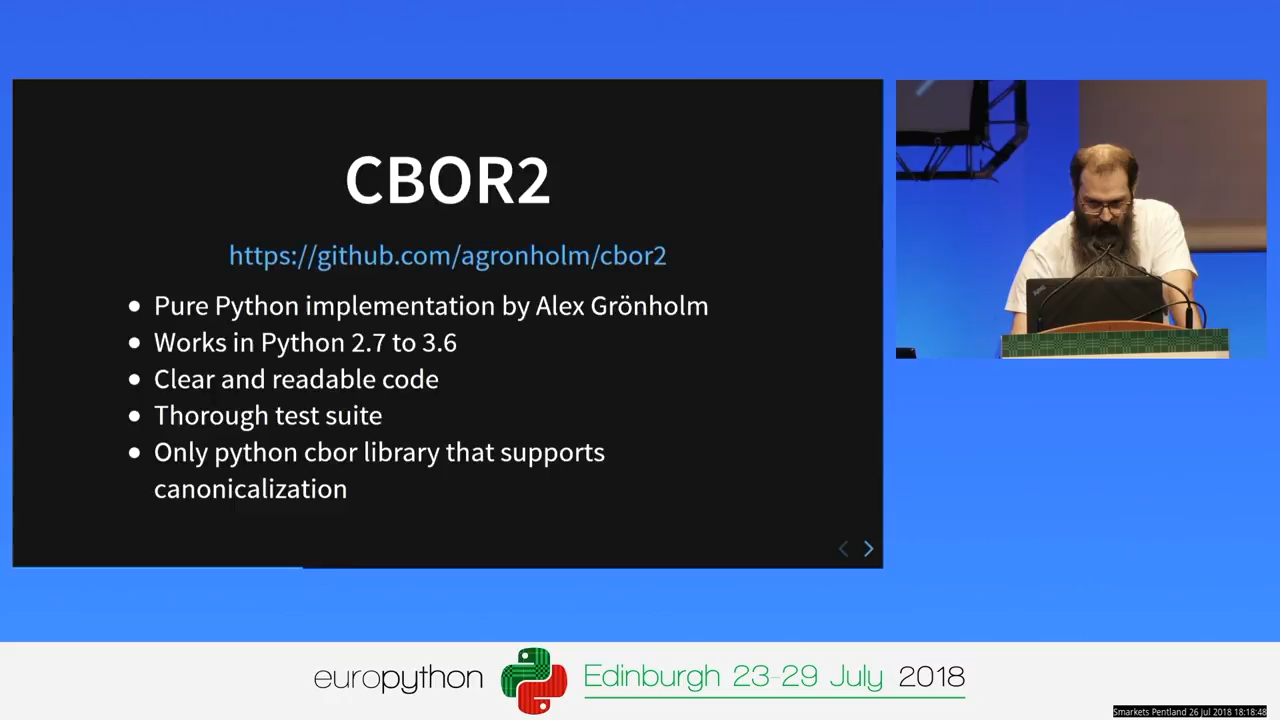 CBOR2
https://github.com/agronholm/cbor2
Pure Python implementation by Alex Grönholm
Works in Python 2.7 to 3.6
Clear and readable code
Thorough test suite
Only python cbor library that supports
canonicalization
europython Edinburgh 23-29 July 2018
Smarkets Pentland 26 Jul 2018 18:18:48